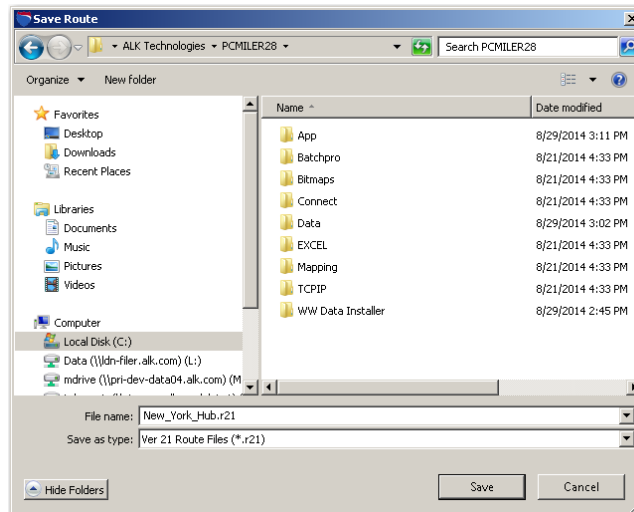 Save Route
ALK Technologies PCMILER28 Search PCMILER28
Organize New folder
Favorites
Desktop
Downloads
Recent Places
Libraries
Documents
Music
Pictures
Videos
Computer
Local Disk (C:)
Data (\\ldn-filer.alk.com) (L:)
mdrive (\\pri-dev-data04.alk.com) (M
Name Date modified
App 8/29/2014 3:11 PM
Batchpro 8/21/2014 4:33 PM
Bitmaps 8/21/2014 4:33 PM
Connect 8/21/2014 4:33 PM
Data 8/29/2014 3:02 PM
EXCEL 8/21/2014 4:33 PM
Mapping 8/21/2014 4:33 PM
TCPIP 8/21/2014 4:33 PM
WW Data Installer 8/29/2014 2:45 PM
File name: New_York_Hub.r21
Save as type: Ver 21 Route Files (*.r21)
Hide Folders Save Cancel